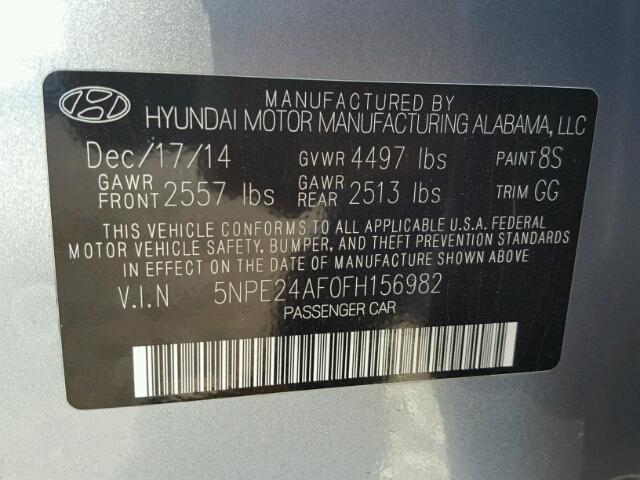 MANUFACTURED BY
HYUNDAI MOTOR MANUFACTURING ALABAMA, LLC
Dec/17/14 GVWR 4497 lbs PAINT 8S
GAWR FRONT 2557 lbs GAWR REAR 2513 lbs TRIM GG
THIS VEHICLE CONFORMS TO ALL APPLICABLE U.S.A. FEDERAL
MOTOR VEHICLE SAFETY, BUMPER, AND THEFT PREVENTION STANDARDS
IN EFFECT ON THE DATE OF MANUFACTURE SHOWN ABOVE.
V.I.N 5NPE24AF0FH156982
PASSENGER CAR